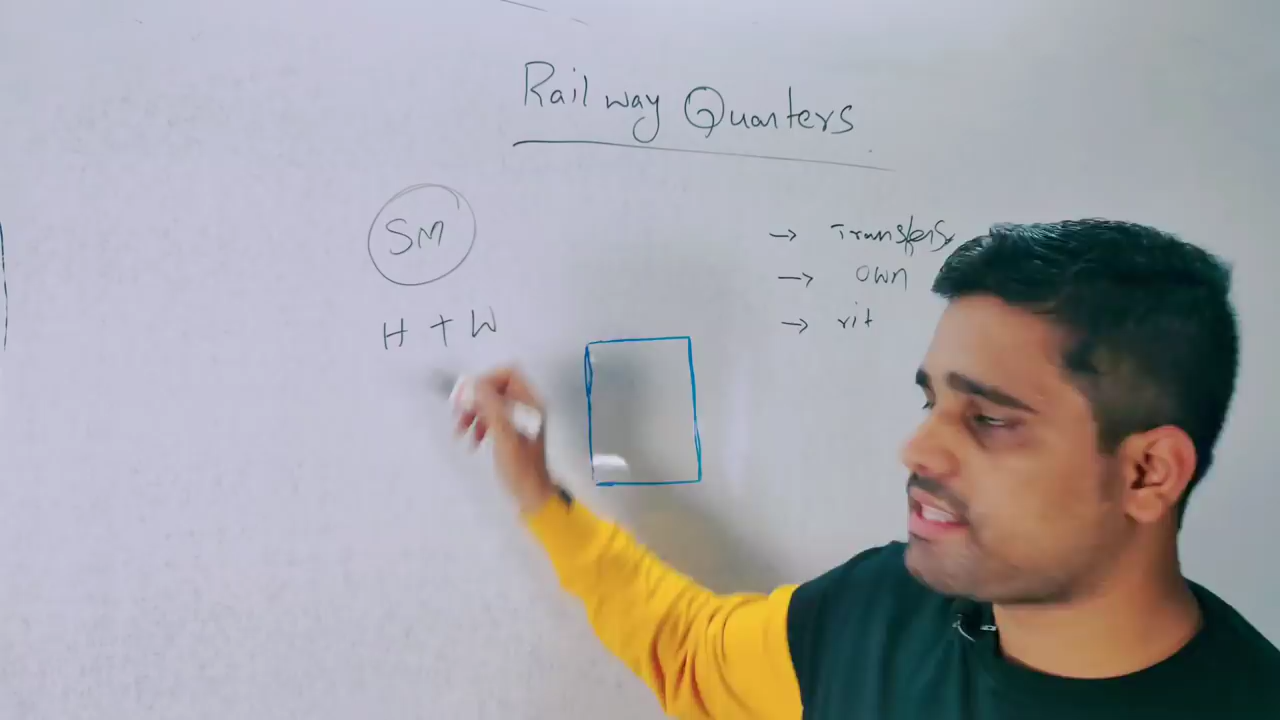 Railway Quarters
SM
H + W
→ Transfers
→ own
→ rit